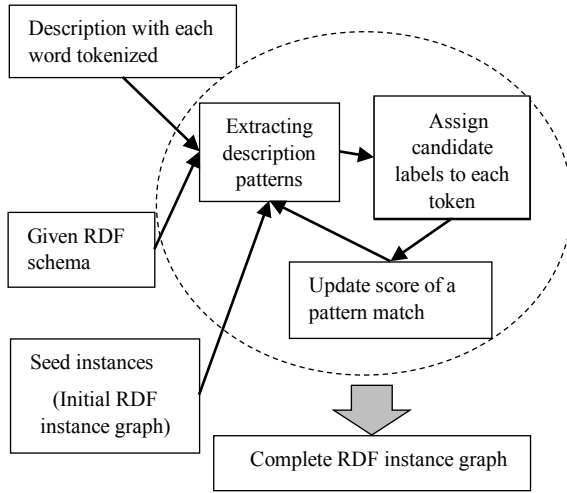 Description with each
word tokenized
Extracting
description
patterns
Assign
candidate
labels to each
token
Given RDF
schema
Update score of a
pattern match
Seed instances
(Initial RDF
instance graph)
Complete RDF instance graph